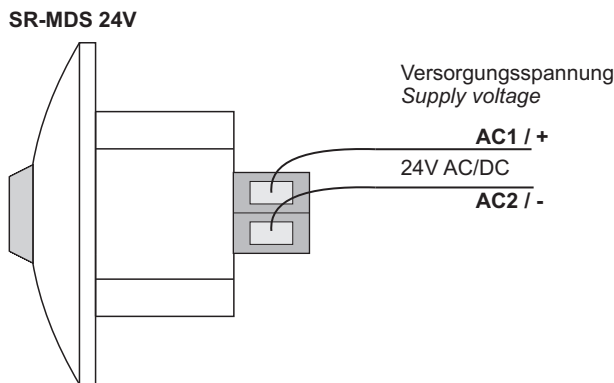 SR-MDS 24V
Versorgungsspannung
Supply voltage
AC1 / +
24V AC/DC
AC2 / -